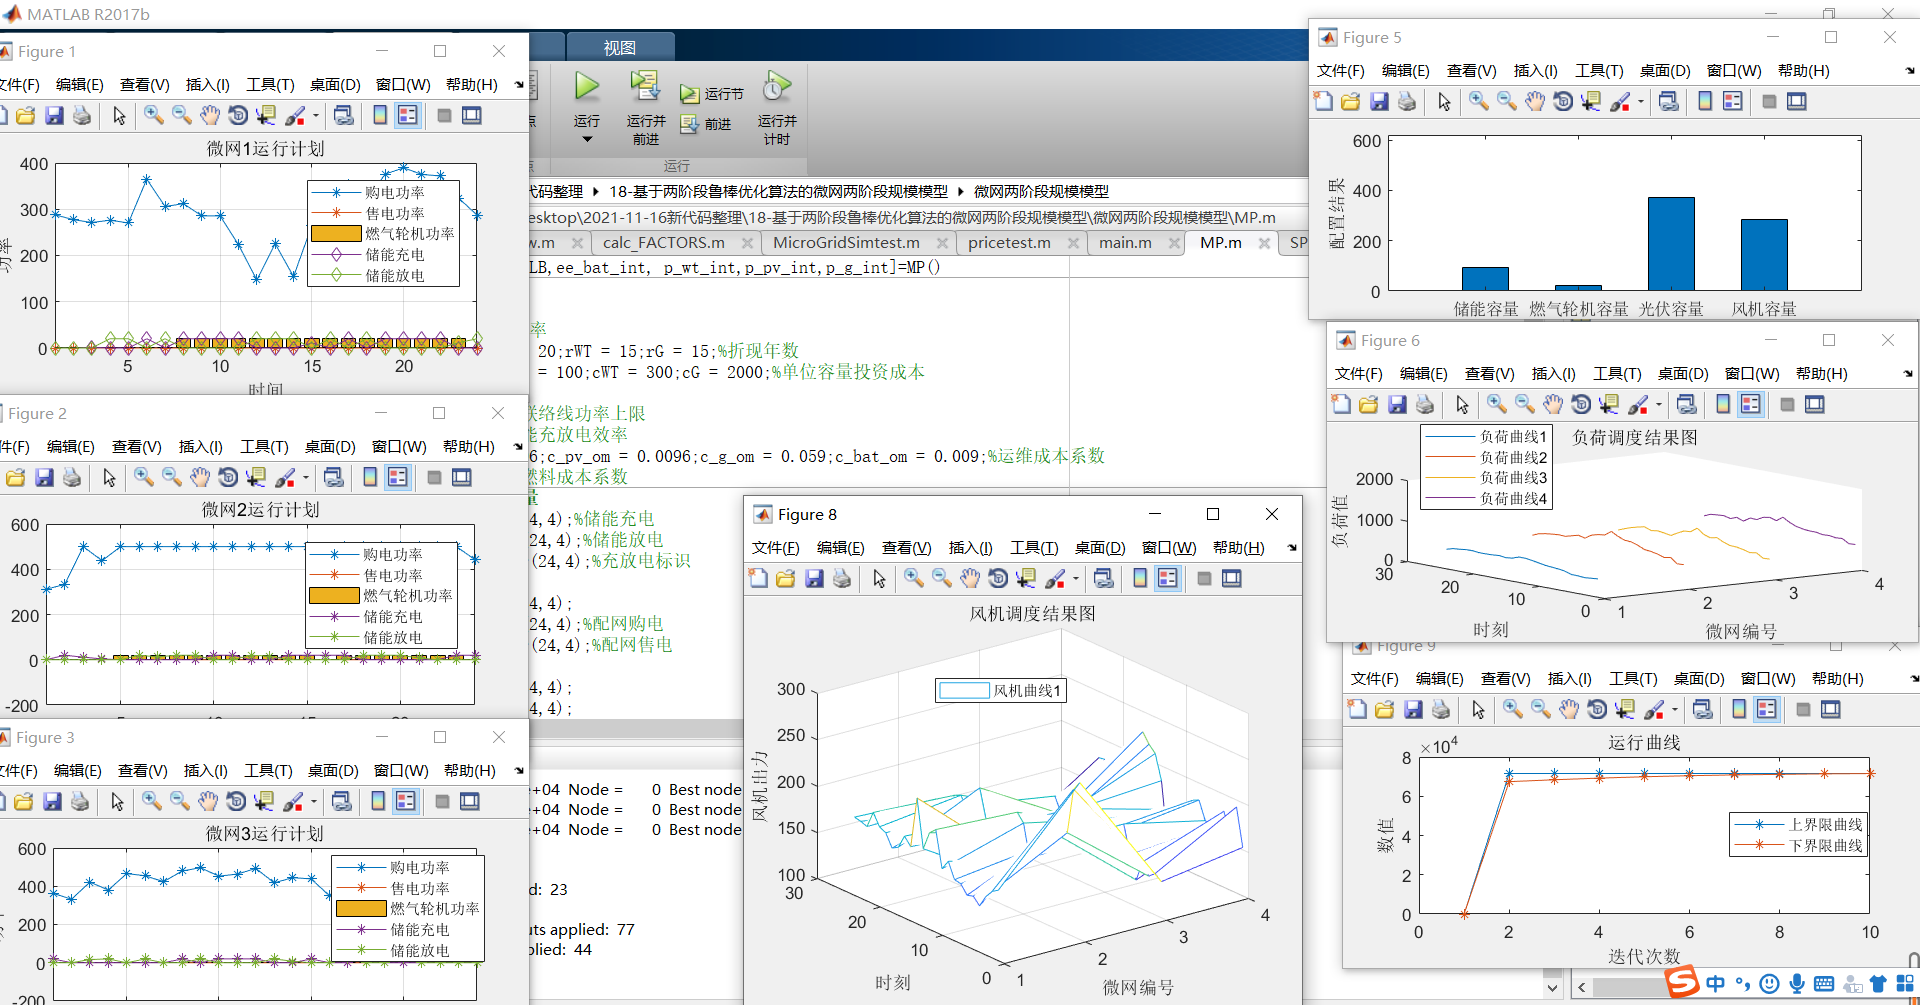 MATLAB R2017b
Figure 1
文件(F) 编辑(E) 查看(V) 插入(I) 工具(T) 桌面(D) 窗口(W) 帮助(H)
微网1运行计划
400
300
200
100
0
5 10 15 20
时间
功率
购电功率
售电功率
燃气轮机功率
储能充电
储能放电
Figure 2
件(F) 编辑(E) 查看(V) 插入(I) 工具(T) 桌面(D) 窗口(W) 帮助(H)
微网2运行计划
600
400
200
0
-200
购电功率
售电功率
燃气轮机功率
储能充电
储能放电
Figure 3
文件(F) 编辑(E) 查看(V) 插入(I) 工具(T) 桌面(D) 窗口(W) 帮助(H)
微网3运行计划
600
400
200
0
-200
购电功率
售电功率
燃气轮机功率
储能充电
储能放电
视图
运行
运行并
前进
运行节
前进
运行并
计时
运行
代码整理 ▸ 18-基于两阶段鲁棒优化算法的微网两阶段规模模型 ▸ 微网两阶段规模模型
esktop\2021-11-16新代码整理\18-基于两阶段鲁棒优化算法的微网两阶段规模模型\微网两阶段规模模型\MP.m
w.m calc_FACTORS.m MicroGridSimtest.m pricetest.m main.m MP.m SP
LB,ee_bat_int, p_wt_int,p_pv_int,p_g_int]=MP()
率
20;rWT = 15;rG = 15;%折现年数
= 100;cWT = 300;cG = 2000;%单位容量投资成本
联络线功率上限
能充放电效率
6;c_pv_om = 0.0096;c_g_om = 0.059;c_bat_om = 0.009;%运维成本系数
燃料成本系数
量
4,4);%储能充电
24,4);%储能放电
(24,4);%充放电标识
4,4);
24,4);%配网购电
(24,4);%配网售电
4,4);
4,4);
e+04 Node = 0 Best node
e+04 Node = 0 Best node
e+04 Node = 0 Best node
d: 23
uts applied: 77
plied: 44
Figure 8
文件(F) 编辑(E) 查看(V) 插入(I) 工具(T) 桌面(D) 窗口(W) 帮助(H)
风机调度结果图
风机曲线1
300
250
200
150
100
风机出力
30
20
10
0
时刻
1
2
3
4
微网编号
Figure 5
文件(F) 编辑(E) 查看(V) 插入(I) 工具(T) 桌面(D) 窗口(W) 帮助(H)
600
400
200
0
配置结果
储能容量 燃气轮机容量 光伏容量 风机容量
Figure 6
文件(F) 编辑(E) 查看(V) 插入(I) 工具(T) 桌面(D) 窗口(W) 帮助(H)
负荷调度结果图
负荷曲线1
负荷曲线2
负荷曲线3
负荷曲线4
2000
1000
0
负荷值
30
20
10
0
时刻
1
2
3
4
微网编号
Figure 9
文件(F) 编辑(E) 查看(V) 插入(I) 工具(T) 桌面(D) 窗口(W) 帮助(H)
运行曲线
×10⁴
8
6
4
2
0
数值
0 2 4 6 8 10
迭代次数
上界限曲线
下界限曲线
S 中